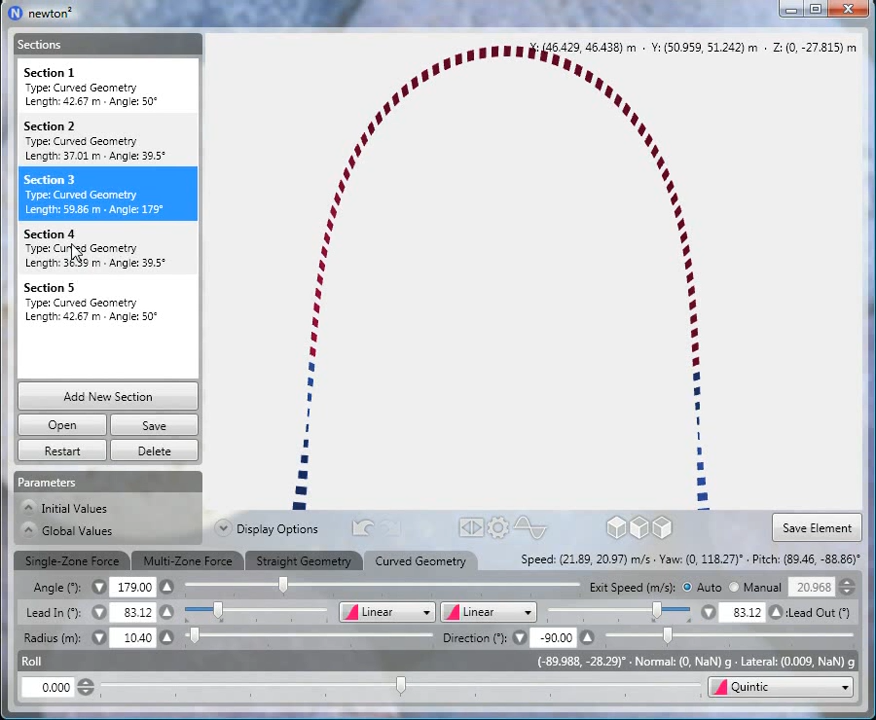 newton²
Sections
X: (46.429, 46.438) m · Y: (50.959, 51.242) m · Z: (0, -27.815) m
Section 1
Type: Curved Geometry
Length: 42.67 m · Angle: 50°
Section 2
Type: Curved Geometry
Length: 37.01 m · Angle: 39.5°
Section 3
Type: Curved Geometry
Length: 59.86 m · Angle: 179°
Section 4
Type: Curved Geometry
Length: 36.39 m · Angle: 39.5°
Section 5
Type: Curved Geometry
Length: 42.67 m · Angle: 50°
Add New Section
Open Save
Restart Delete
Parameters
Initial Values
Global Values
Display Options
Save Element
Single-Zone Force Multi-Zone Force Straight Geometry Curved Geometry Speed: (21.89, 20.97) m/s · Yaw: (0, 118.27)° · Pitch: (89.46, -88.86)°
Angle (°): 179.00 Exit Speed (m/s): Auto Manual 20.968
Lead In (°): 83.12 Linear Linear 83.12 :Lead Out (°)
Radius (m): 10.40 Direction (°): -90.00
Roll (-89.988, -28.29)° · Normal: (0, NaN) g · Lateral: (0.009, NaN) g
0.000 Quintic